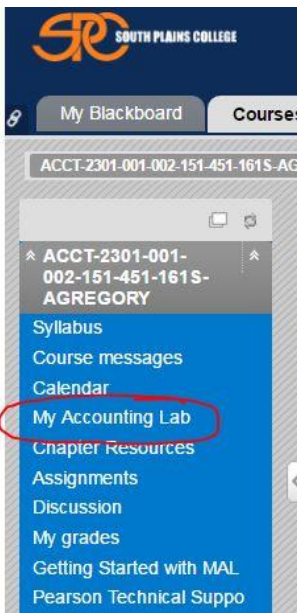 SPC SOUTH PLAINS COLLEGE
My Blackboard Courses
ACCT-2301-001-002-151-451-161S-AG
ACCT-2301-001-
002-151-451-161S-
AGREGORY
Syllabus
Course messages
Calendar
My Accounting Lab
Chapter Resources
Assignments
Discussion
My grades
Getting Started with MAL
Pearson Technical Suppo